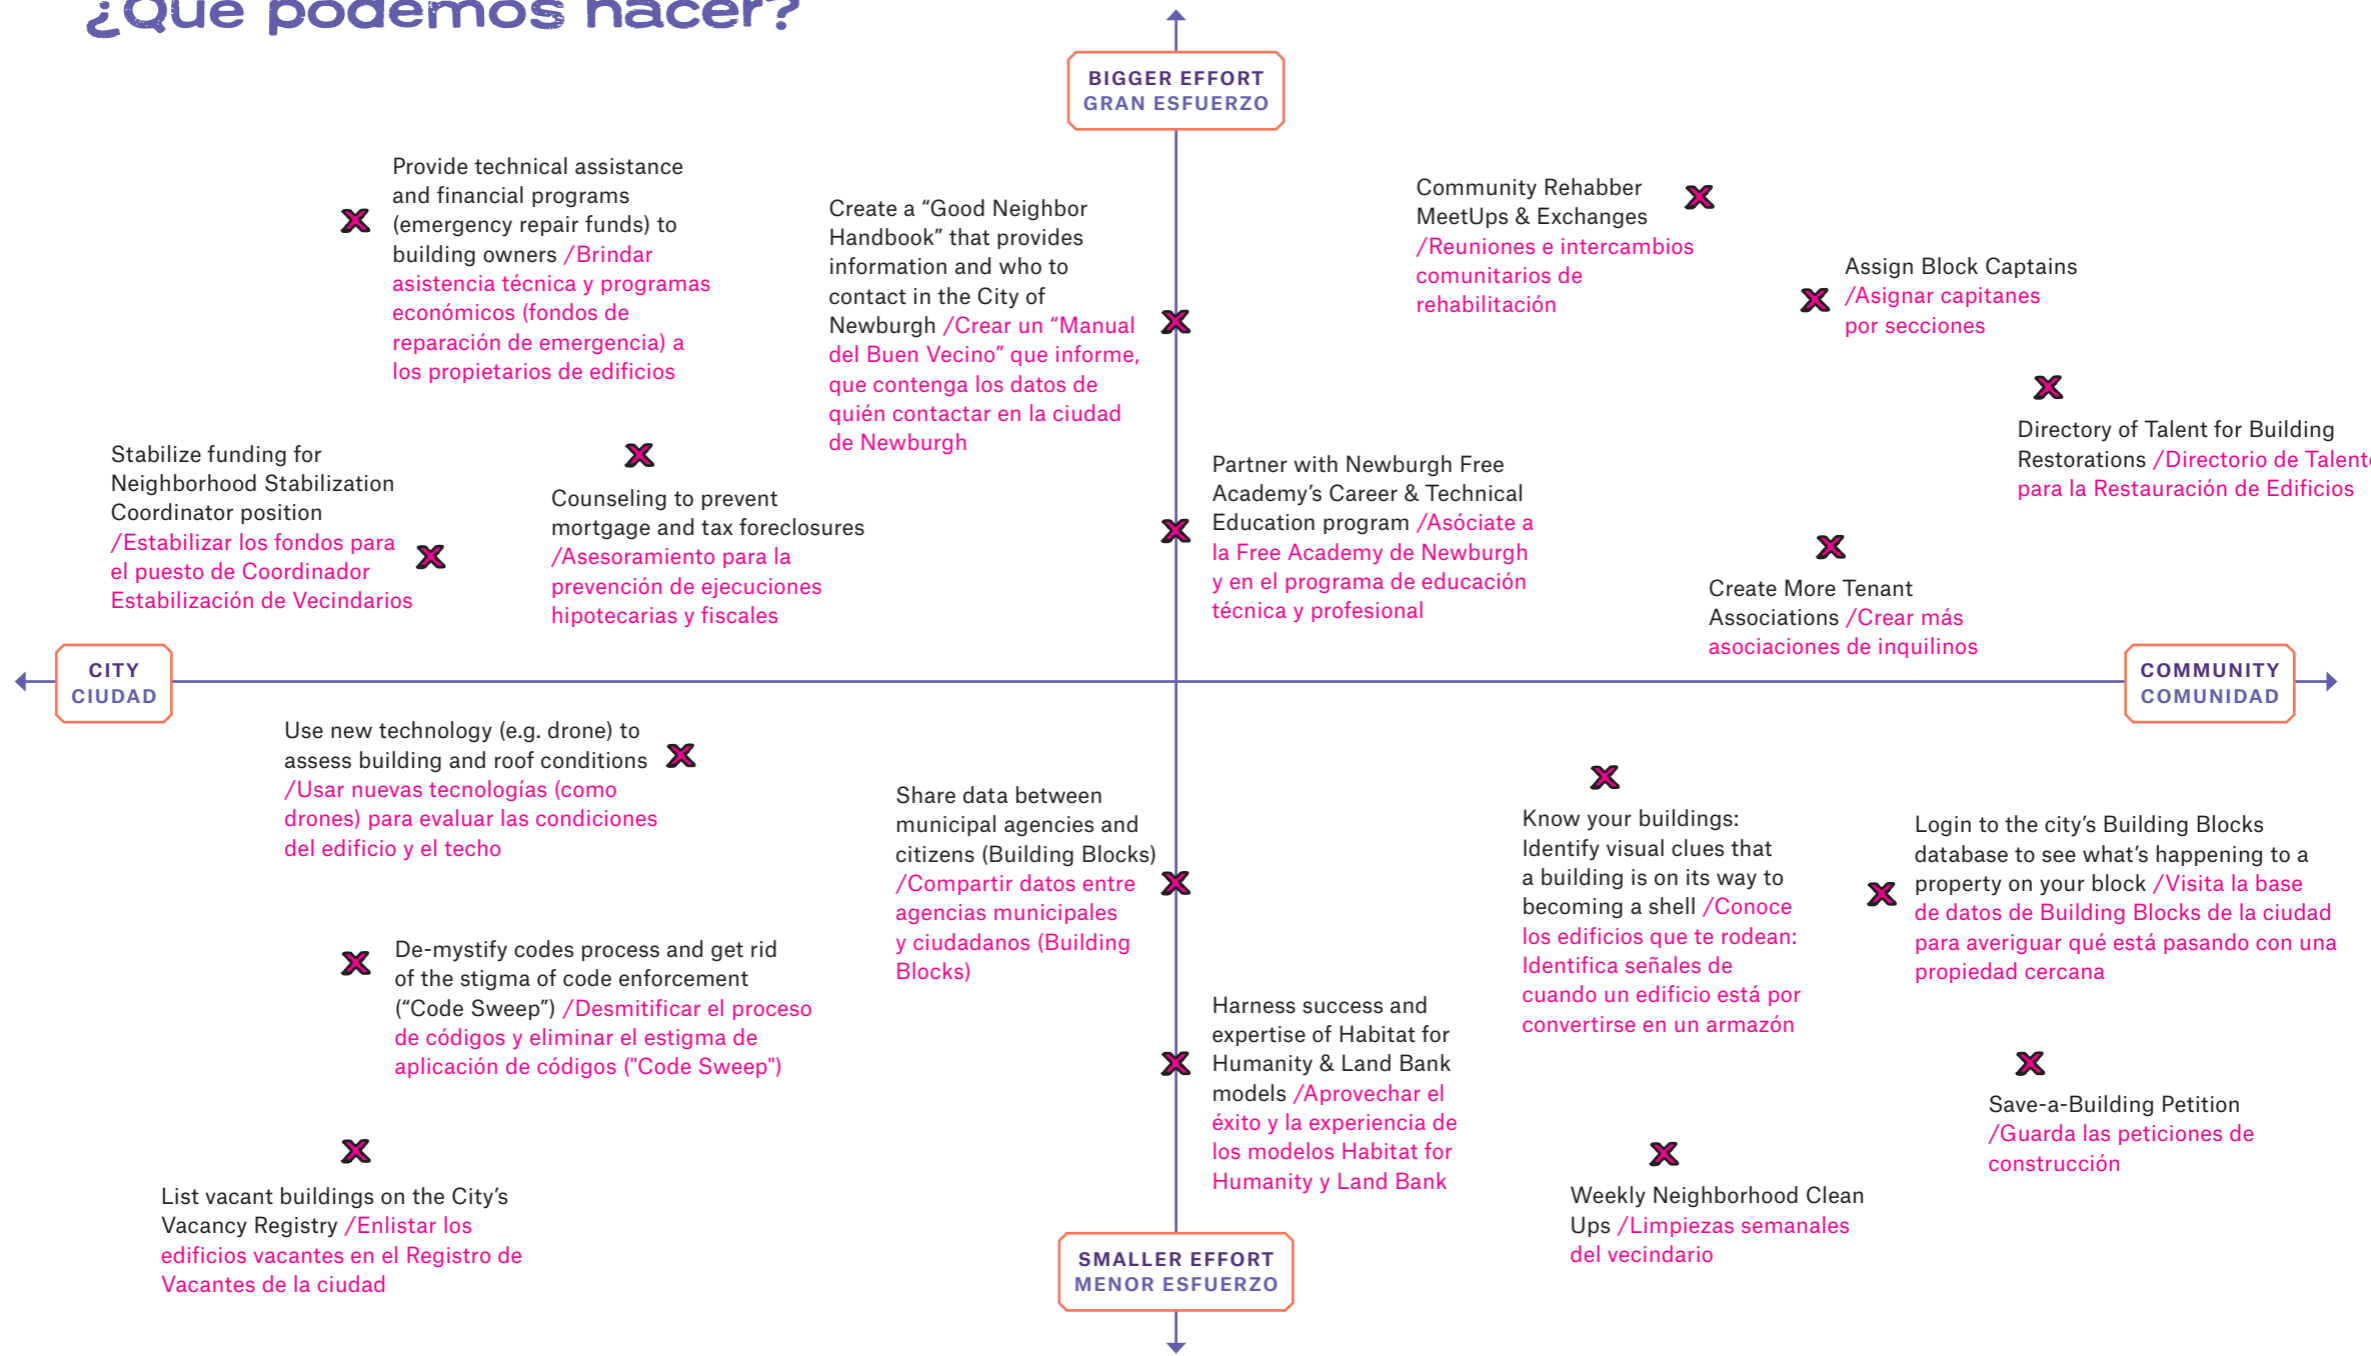 ¿Qué podemos hacer?
BIGGER EFFORT
GRAN ESFUERZO
Provide technical assistance
and financial programs
(emergency repair funds) to
building owners /Brindar
asistencia técnica y programas
económicos (fondos de
reparación de emergencia) a
los propietarios de edificios
Create a “Good Neighbor
Handbook” that provides
information and who to
contact in the City of
Newburgh /Crear un “Manual
del Buen Vecino” que informe,
que contenga los datos de
quién contactar en la ciudad
de Newburgh
Community Rehabber
MeetUps & Exchanges
/Reuniones e intercambios
comunitarios de
rehabilitación
Assign Block Captains
/Asignar capitanes
por secciones
Directory of Talent for Building
Restorations /Directorio de Talento
para la Restauración de Edificios
Stabilize funding for
Neighborhood Stabilization
Coordinator position
/Estabilizar los fondos para
el puesto de Coordinador
Estabilización de Vecindarios
Counseling to prevent
mortgage and tax foreclosures
/Asesoramiento para la
prevención de ejecuciones
hipotecarias y fiscales
Partner with Newburgh Free
Academy’s Career & Technical
Education program /Asóciate a
la Free Academy de Newburgh
y en el programa de educación
técnica y profesional
Create More Tenant
Associations /Crear más
asociaciones de inquilinos
CITY
CIUDAD
COMMUNITY
COMUNIDAD
Use new technology (e.g. drone) to
assess building and roof conditions
/Usar nuevas tecnologías (como
drones) para evaluar las condiciones
del edificio y el techo
Share data between
municipal agencies and
citizens (Building Blocks)
/Compartir datos entre
agencias municipales
y ciudadanos (Building
Blocks)
Know your buildings:
Identify visual clues that
a building is on its way to
becoming a shell /Conoce
los edificios que te rodean:
Identifica señales de
cuando un edificio está por
convertirse en un armazón
Login to the city’s Building Blocks
database to see what’s happening to a
property on your block /Visita la base
de datos de Building Blocks de la ciudad
para averiguar qué está pasando con una
propiedad cercana
De-mystify codes process and get rid
of the stigma of code enforcement
(“Code Sweep”) /Desmitificar el proceso
de códigos y eliminar el estigma de
aplicación de códigos ("Code Sweep")
Harness success and
expertise of Habitat for
Humanity & Land Bank
models /Aprovechar el
éxito y la experiencia de
los modelos Habitat for
Humanity y Land Bank
Save-a-Building Petition
/Guarda las peticiones de
construcción
List vacant buildings on the City’s
Vacancy Registry /Enlistar los
edificios vacantes en el Registro de
Vacantes de la ciudad
Weekly Neighborhood Clean
Ups /Limpiezas semanales
del vecindario
SMALLER EFFORT
MENOR ESFUERZO